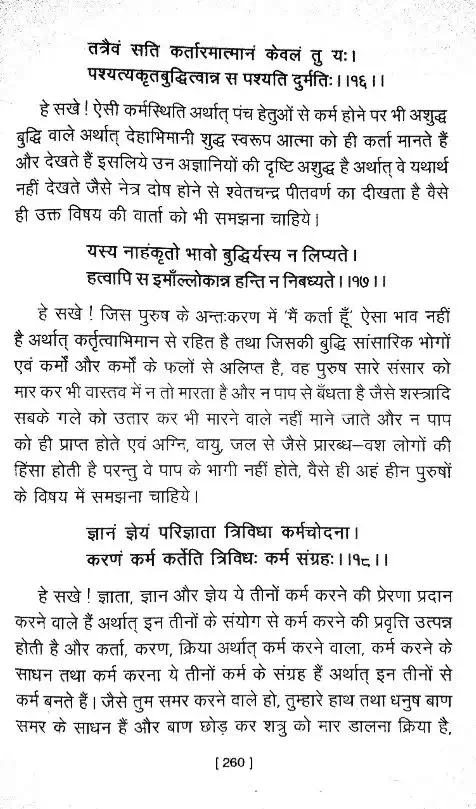 तत्रैवं सति कर्तारमात्मानं केवलं तु यः।
पश्यत्यकृतबुद्धित्वान्न स पश्यति दुर्मतिः।।१६।।
हे सखे! ऐसी कर्मस्थिति अर्थात् पंच हेतुओं से कर्म होने पर भी अशुद्ध
बुद्धि वाले अर्थात् देहाभिमानी शुद्ध स्वरूप आत्मा को ही कर्ता मानते हैं
और देखते हैं इसलिये उन अज्ञानियों की दृष्टि अशुद्ध है अर्थात् वे यथार्थ
नहीं देखते जैसे नेत्र दोष होने से श्वेतचन्द्र पीतवर्ण का दीखता है वैसे
ही उक्त विषय की वार्ता को भी समझना चाहिये।
यस्य नाहंकृतो भावो बुद्धिर्यस्य न लिप्यते।
हत्वापि स इमाँल्लोकान्न हन्ति न निबध्यते।।१७।।
हे सखे! जिस पुरुष के अन्तःकरण में 'मैं कर्ता हूँ' ऐसा भाव नहीं
है अर्थात् कर्तृत्वाभिमान से रहित है तथा जिसकी बुद्धि सांसारिक भोगों
एवं कर्मों और कर्मों के फलों से अलिप्त है, वह पुरुष सारे संसार को
मार कर भी वास्तव में न तो मारता है और न पाप से बँधता है जैसे शस्त्रादि
सबके गले को उतार कर भी मारने वाले नहीं माने जाते और न पाप
को ही प्राप्त होते एवं अग्नि, वायु, जल से जैसे प्रारब्ध–वश लोगों की
हिंसा होती है परन्तु वे पाप के भागी नहीं होते, वैसे ही अहं हीन पुरुषों
के विषय में समझना चाहिये।
ज्ञानं ज्ञेयं परिज्ञाता त्रिविधा कर्मचोदना।
करणं कर्म कर्तेति त्रिविधः कर्म संग्रहः।।१८।।
हे सखे! ज्ञाता, ज्ञान और ज्ञेय ये तीनों कर्म करने की प्रेरणा प्रदान
करने वाले हैं अर्थात् इन तीनों के संयोग से कर्म करने की प्रवृत्ति उत्पन्न
होती है और कर्ता, करण, क्रिया अर्थात् कर्म करने वाला, कर्म करने के
साधन तथा कर्म करना ये तीनों कर्म के संग्रह हैं अर्थात् इन तीनों से
कर्म बनते हैं। जैसे तुम समर करने वाले हो, तुम्हारे हाथ तथा धनुष बाण
समर के साधन हैं और बाण छोड़ कर शत्रु को मार डालना क्रिया है,
[ 260 ]